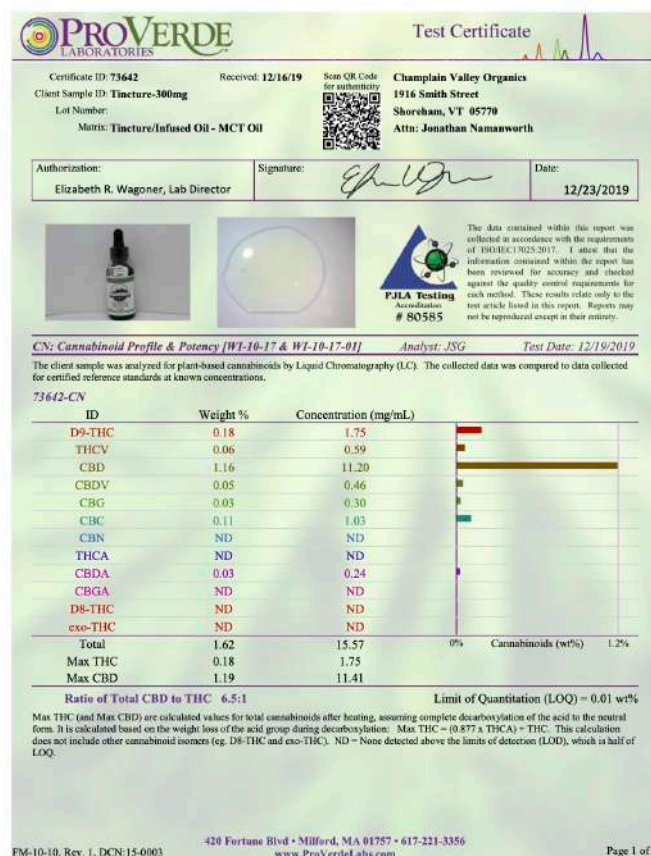 PROVERDE
LABORATORIES
Test Certificate
Certificate ID: 73642 Received: 12/16/19
Client Sample ID: Tincture-300mg
Lot Number:
Matrix: Tincture/Infused Oil - MCT Oil
Scan QR Code
for authenticity
Champlain Valley Organics
1916 Smith Street
Shoreham, VT 05770
Attn: Jonathan Namanworth
Authorization: Signature: Date:
Elizabeth R. Wagoner, Lab Director 12/23/2019
PJLA Testing
Accreditation
# 80585
The data contained within this report was
collected in accordance with the requirements
of ISO/IEC17025:2017. I attest that the
information contained within the report has
been reviewed for accuracy and checked
against the quality control requirements for
each method. These results relate only to the
test article listed in this report. Reports may
not be reproduced except in their entirety.
CN: Cannabinoid Profile & Potency [WI-10-17 & WI-10-17-01] Analyst: JSG Test Date: 12/19/2019
The client sample was analyzed for plant-based cannabinoids by Liquid Chromatography (LC). The collected data was compared to data collected
for certified reference standards at known concentrations.
73642-CN
ID Weight % Concentration (mg/mL)
D9-THC 0.18 1.75
THCV 0.06 0.59
CBD 1.16 11.20
CBDV 0.05 0.46
CBG 0.03 0.30
CBC 0.11 1.03
CBN ND ND
THCA ND ND
CBDA 0.03 0.24
CBGA ND ND
D8-THC ND ND
exo-THC ND ND
Total 1.62 15.57 0% Cannabinoids (wt%) 1.2%
Max THC 0.18 1.75
Max CBD 1.19 11.41
Ratio of Total CBD to THC 6.5:1 Limit of Quantitation (LOQ) = 0.01 wt%
Max THC (and Max CBD) are calculated values for total cannabinoids after heating, assuming complete decarboxylation of the acid to the neutral
form. It is calculated based on the weight loss of the acid group during decarboxylation: Max THC = (0.877 x THCA) + THC. This calculation
does not include other cannabinoid isomers (eg. D8-THC and exo-THC). ND = None detected above the limits of detection (LOD), which is half of
LOQ.
420 Fortune Blvd • Milford, MA 01757 • 617-221-3356
www.ProVerdeLabs.com
FM-10-10, Rev. 1, DCN:15-0003 Page 1 of